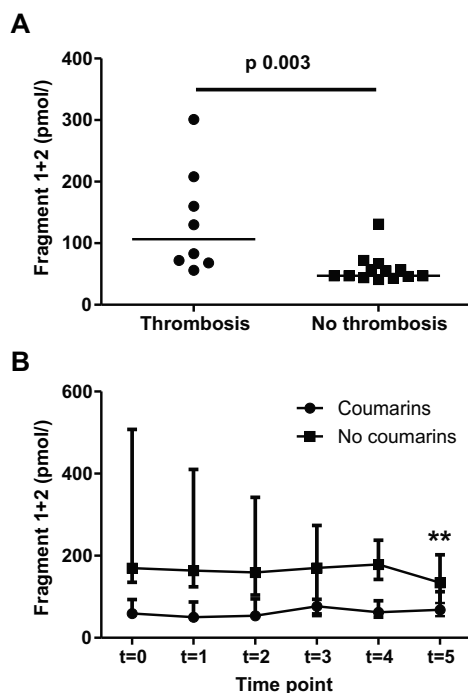 A
p 0.003
Fragment 1+2 (pmol/)
400
300
200
100
0
Thrombosis
No thrombosis
B
Fragment 1+2 (pmol/)
600
400
200
0
Coumarins
No coumarins
**
t=0 t=1 t=2 t=3 t=4 t=5
Time point